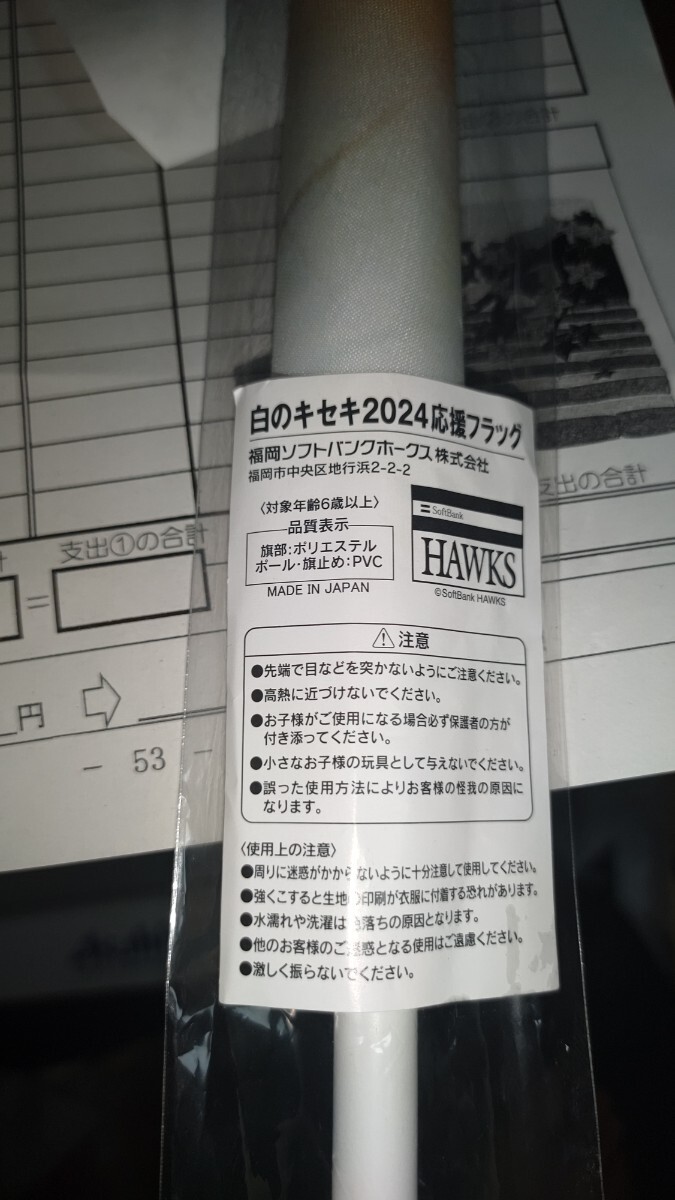 白のキセキ2024応援フラッグ
福岡ソフトバンクホークス株式会社
福岡市中央区地行浜2-2-2
〈対象年齢6歳以上〉
品質表示
旗部:ポリエステル
ポール・旗止め:PVC
MADE IN JAPAN
SoftBank
HAWKS
©SoftBank HAWKS
注意
●先端で目などを突かないようにご注意ください。
●高熱に近づけないでください。
●お子様がご使用になる場合必ず保護者の方が
付き添ってください。
●小さなお子様の玩具として与えないでください。
●誤った使用方法によりお客様の怪我の原因に
なります。
〈使用上の注意〉
●周りに迷惑がかからないように十分注意して使用してください。
●強くこすると生地の印刷が衣服に付着する恐れがあります。
●水濡れや洗濯は色落ちの原因となります。
●他のお客様のご迷惑となる使用はご遠慮ください。
●激しく振らないでください。
支出①の合計
=
支出の合計
円
- 53 -